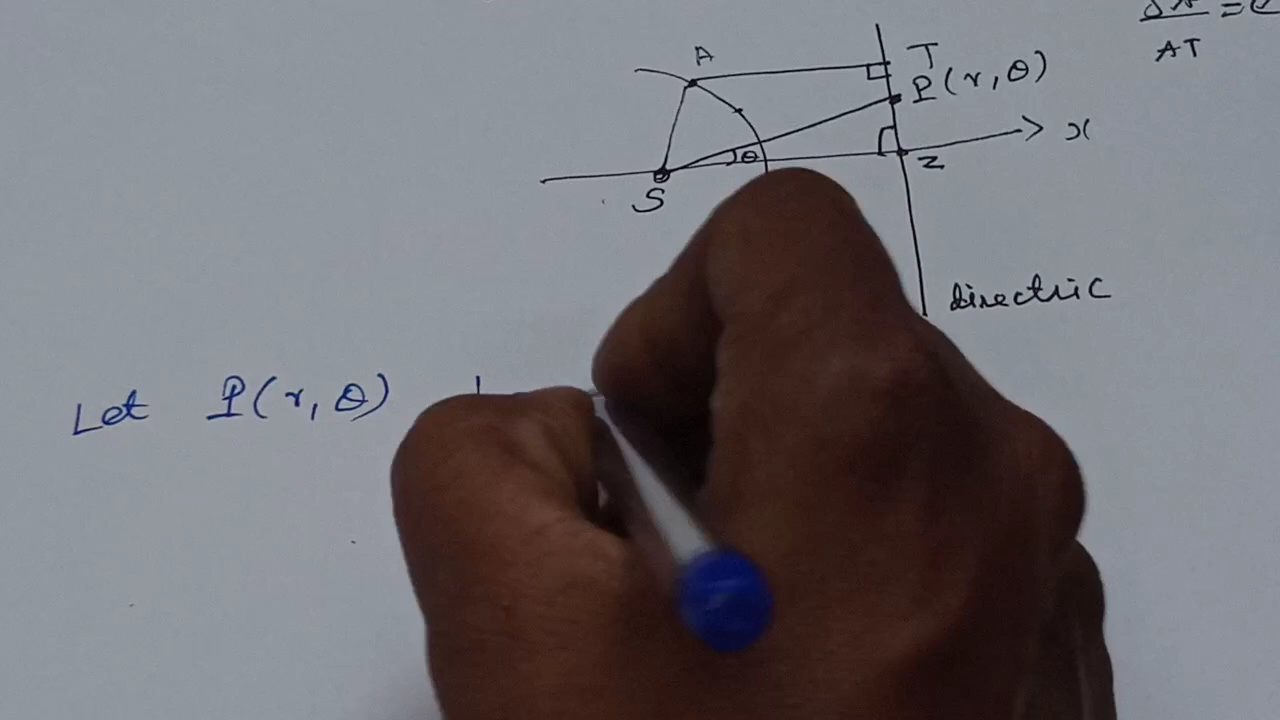 = e
AT
A
T
P(r, θ)
x
θ
z
S
directric
Let P(r, θ)